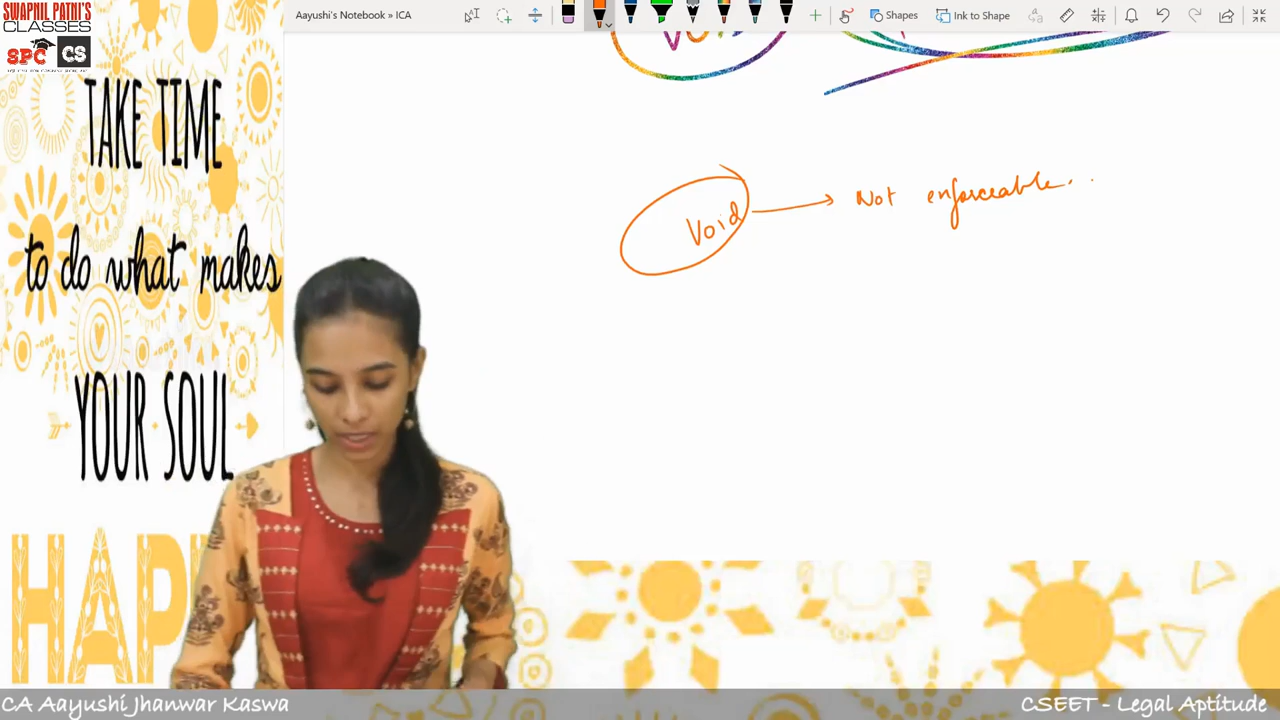 SWAPNIL PATNI'S
CLASSES
SPC CS
Aayushi's Notebook » ICA
Shapes
Ink to Shape
TAKE TIME
to do what makes
YOUR SOUL
HAPP
Void → Not enforceable..
CA Aayushi Jhanwar Kaswa
CSEET - Legal Aptitude